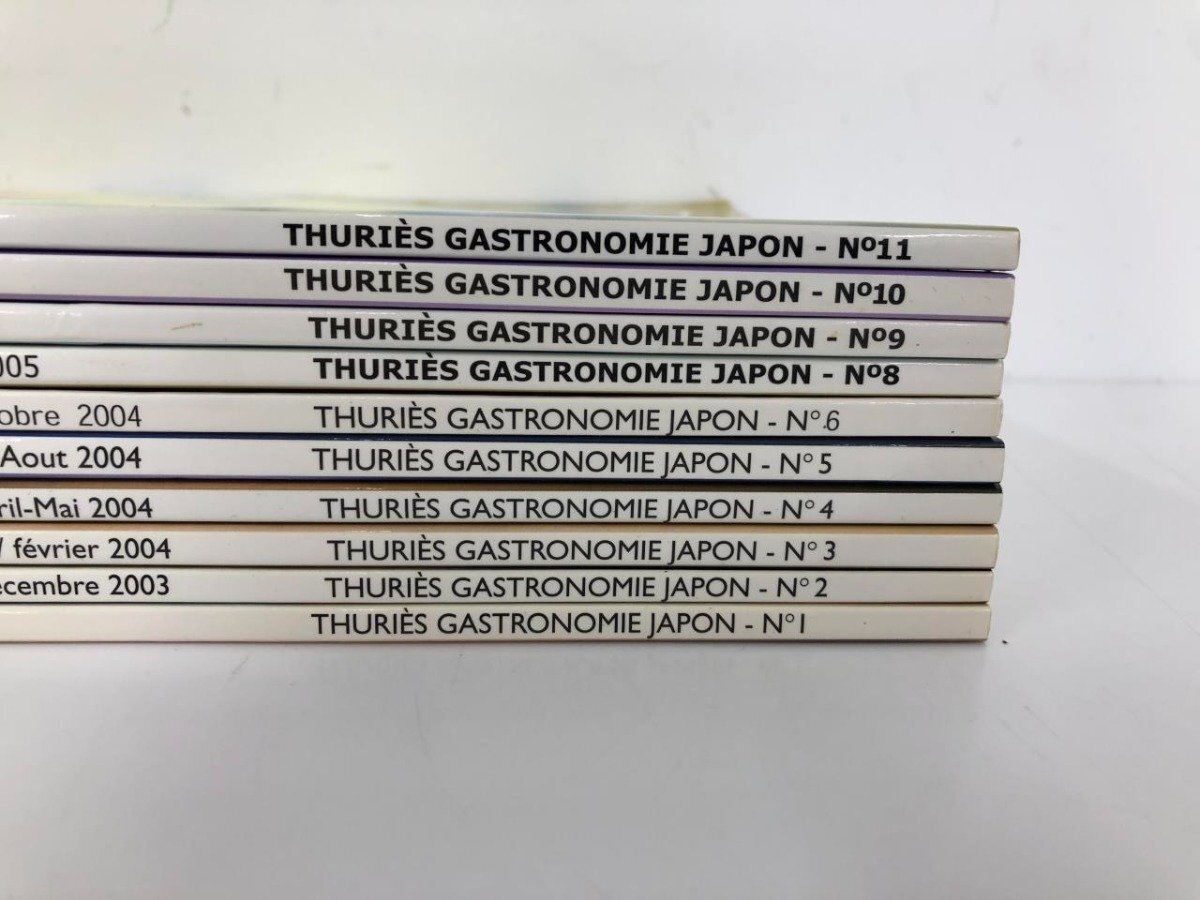 THURIÈS GASTRONOMIE JAPON - Nº11
THURIÈS GASTRONOMIE JAPON - Nº10
THURIÈS GASTRONOMIE JAPON - Nº9
005 THURIÈS GASTRONOMIE JAPON - Nº8
obre 2004 THURIÈS GASTRONOMIE JAPON - N°.6
Aout 2004 THURIÈS GASTRONOMIE JAPON - N° 5
ril-Mai 2004 THURIÈS GASTRONOMIE JAPON - N° 4
/ février 2004 THURIÈS GASTRONOMIE JAPON - N° 3
écembre 2003 THURIÈS GASTRONOMIE JAPON - N° 2
THURIÈS GASTRONOMIE JAPON - N°1